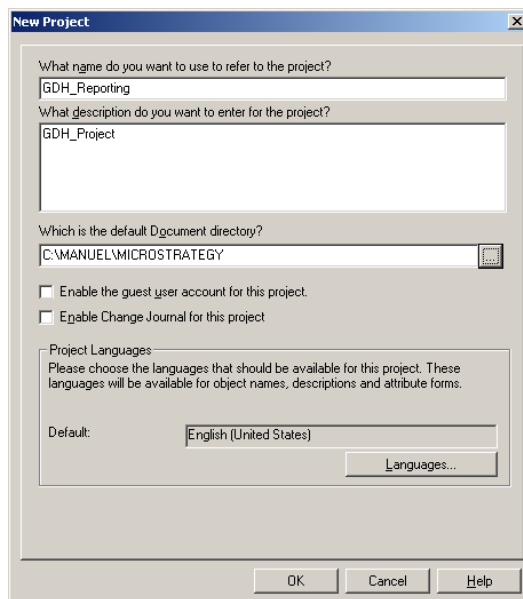 New Project
What name do you want to use to refer to the project?
GDH_Reporting
What description do you want to enter for the project?
GDH_Project
Which is the default Document directory?
C:\MANUEL\MICROSTRATEGY
...
Enable the guest user account for this project.
Enable Change Journal for this project
Project Languages
Please choose the languages that should be available for this project. These
languages will be available for object names, descriptions and attribute forms.
Default:
English (United States)
Languages...
OK
Cancel
Help